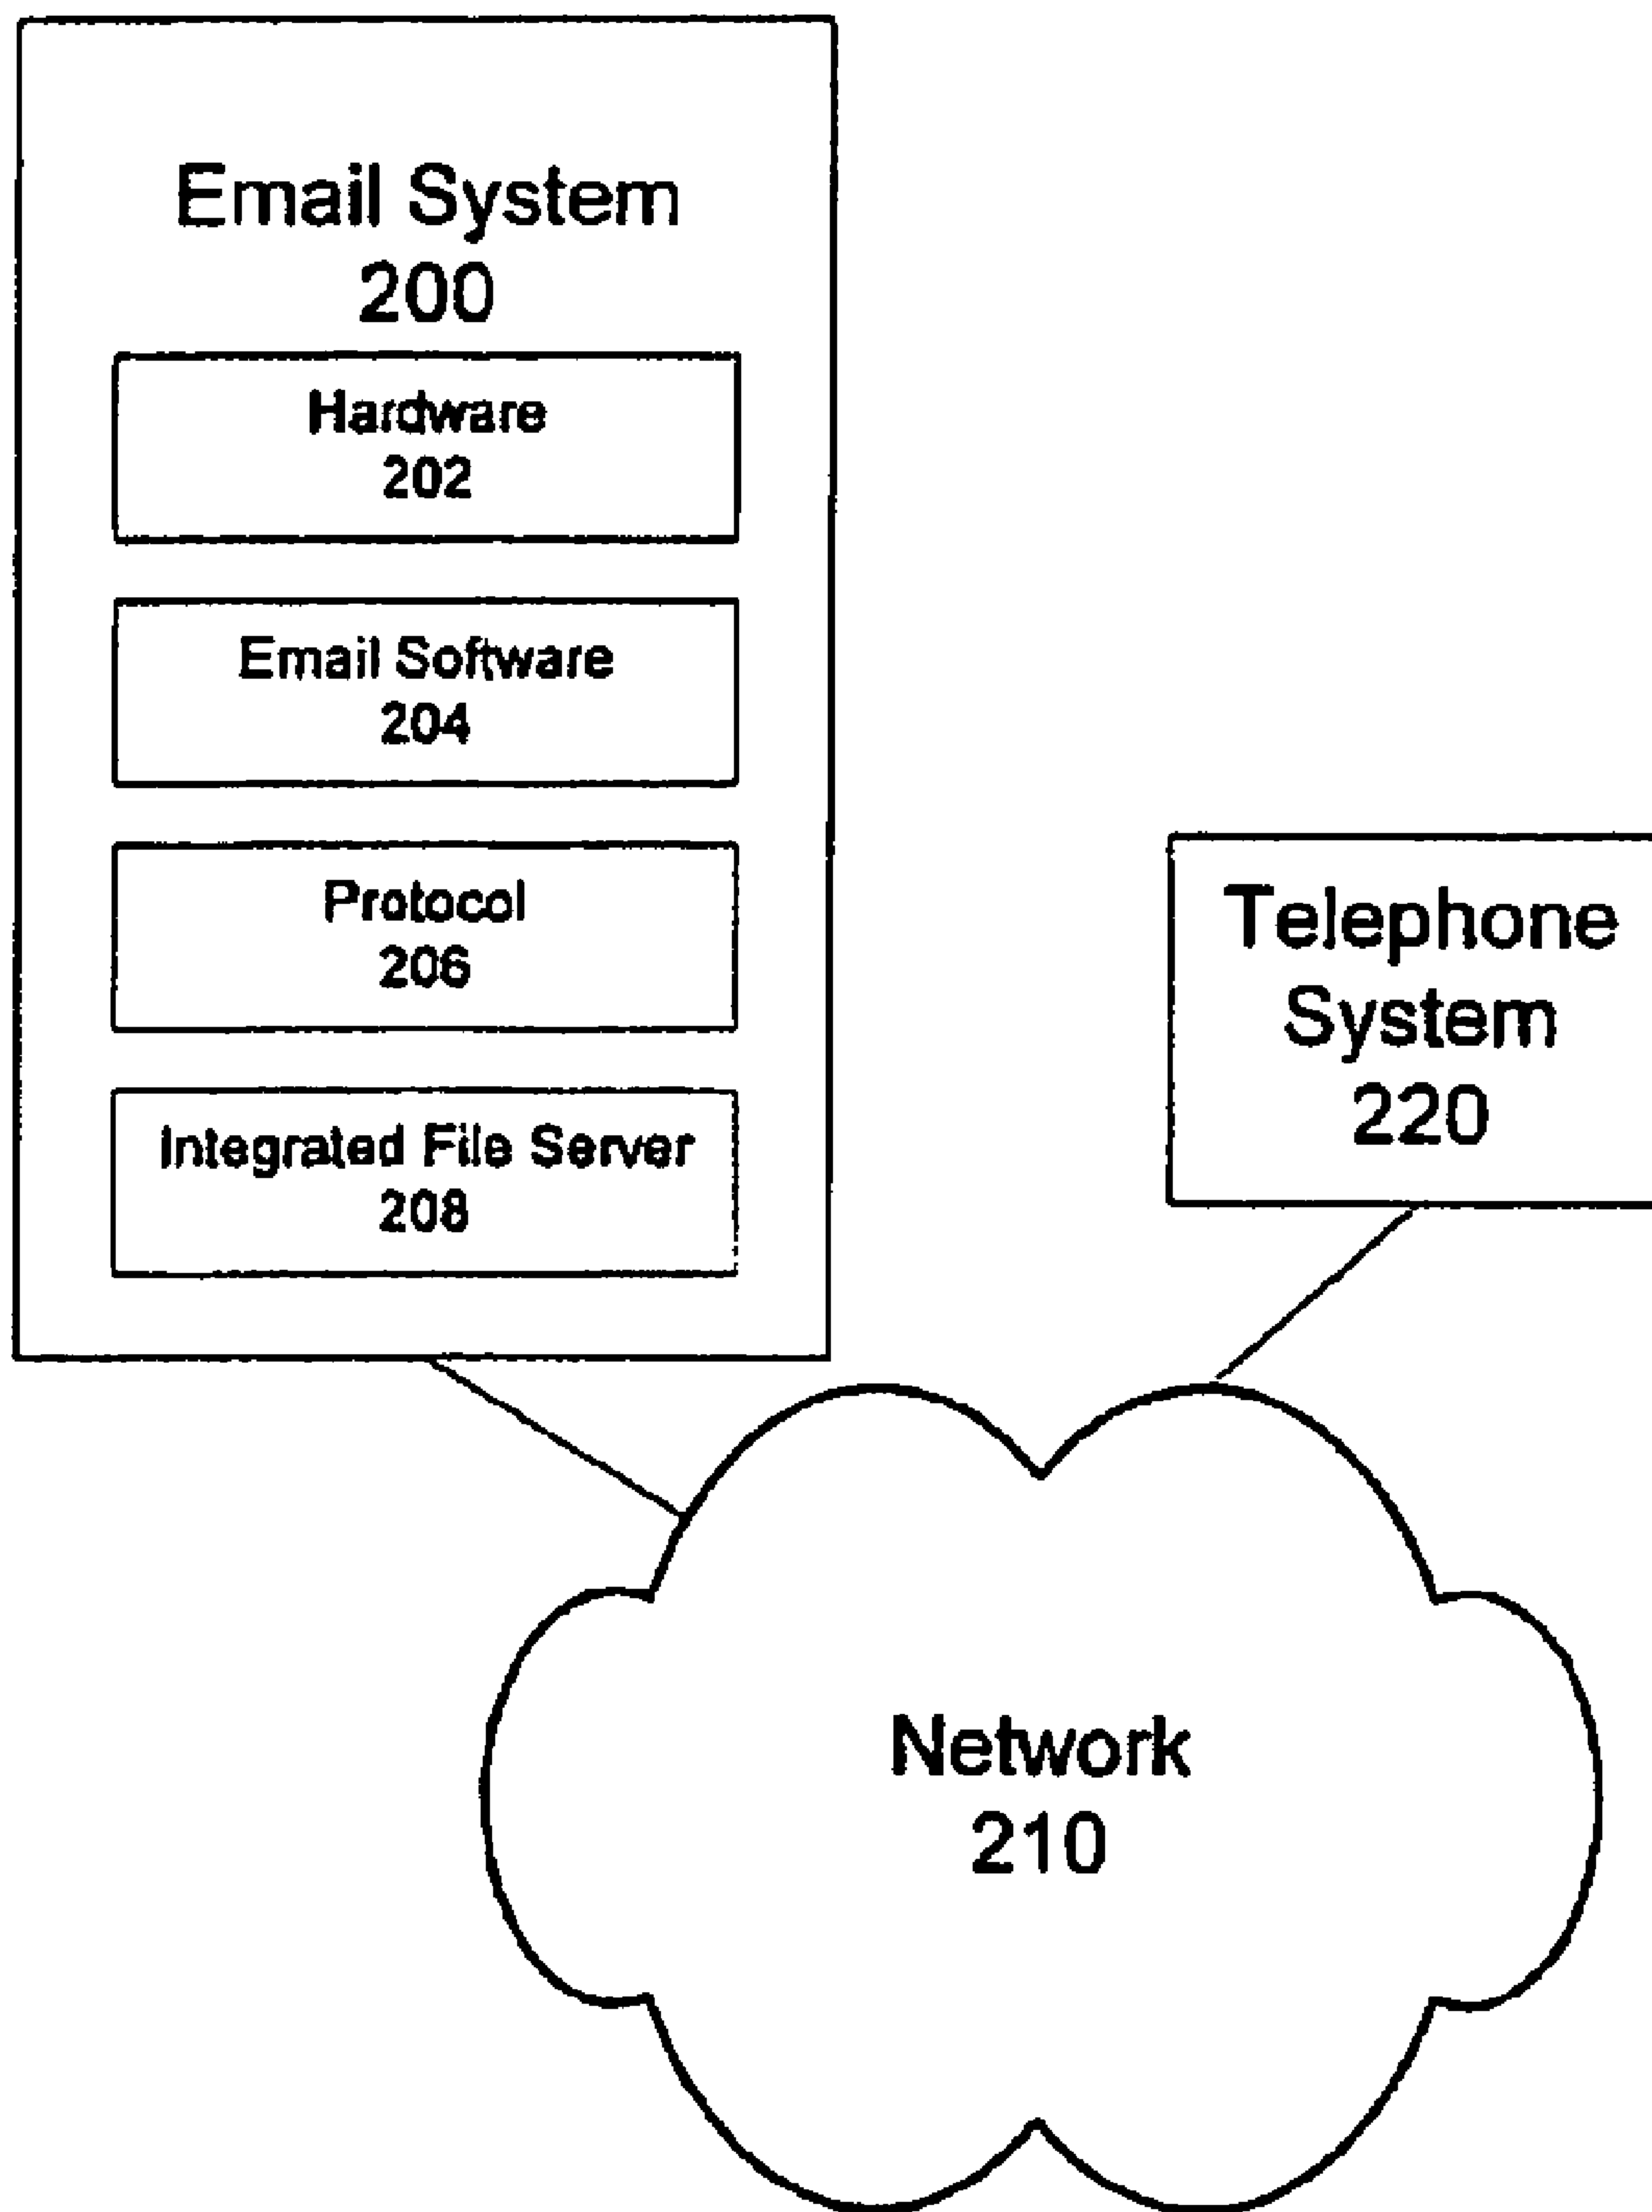 Email System
200
Hardware
202
Email Software
204
Protocol
206
Integrated File Server
208
Telephone
System
220
Network
210